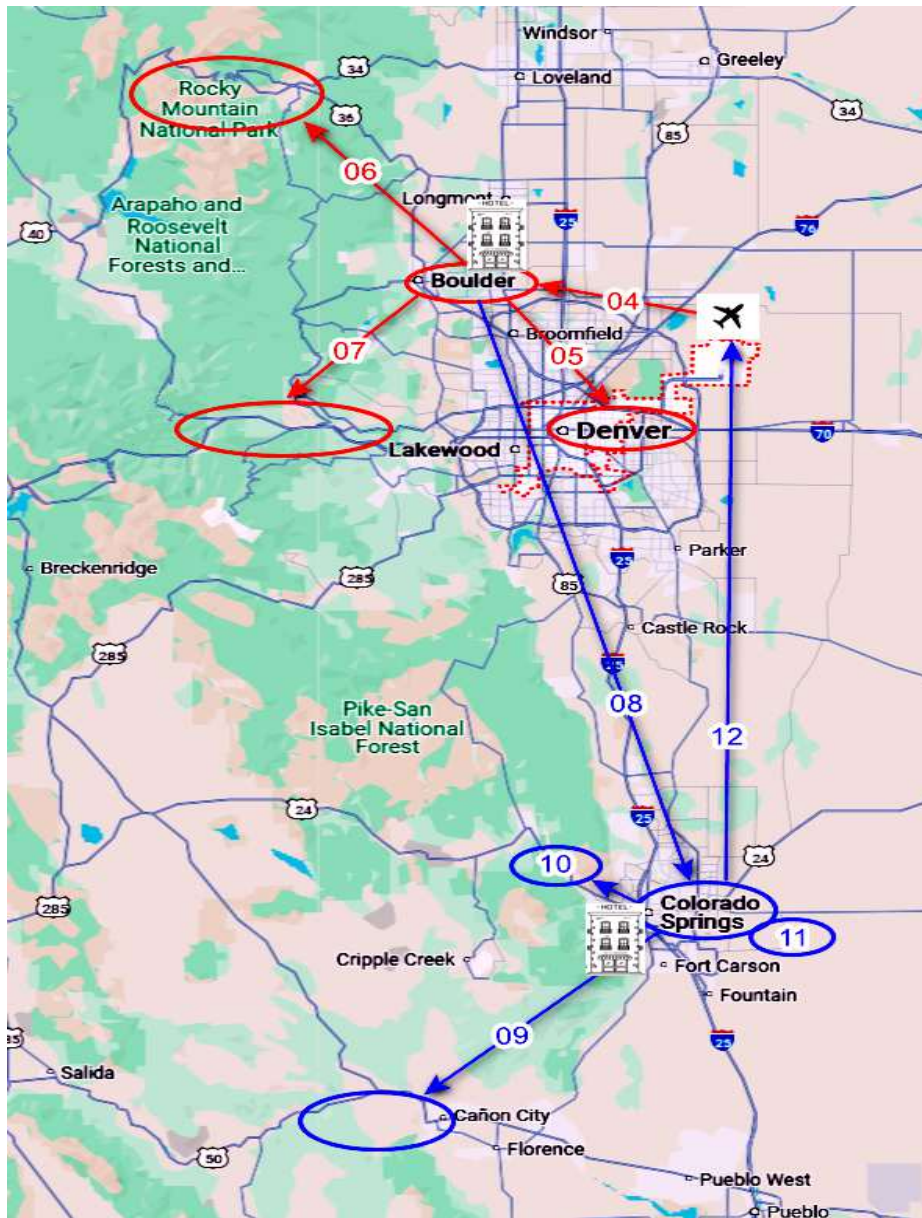 Windsor
Greeley
34
Loveland
Rocky
Mountain
National Park
36
34
85
06
Longmont
HOTEL
Arapaho and
Roosevelt
National
Forests and...
40
25
76
Boulder
04
Broomfield
07
05
Denver
70
Lakewood
Parker
25
Breckenridge
285
85
Castle Rock
285
25
Pike-San
Isabel National
Forest
08
12
24
25
24
10
285
HOTEL
Colorado
Springs
11
Cripple Creek
Fort Carson
Fountain
09
25
85
Salida
Cañon City
50
Florence
Pueblo West
Pueblo